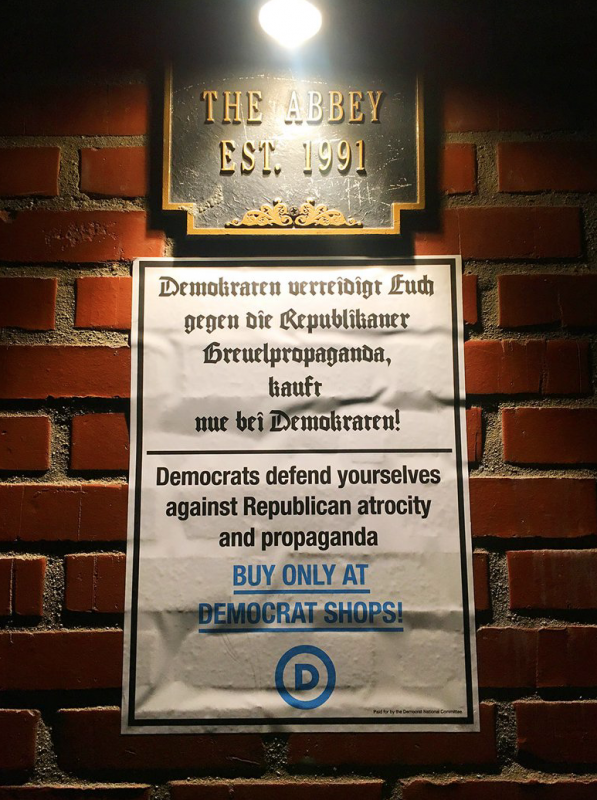 THE ABBEY
EST. 1991
Demokraten verteidigt Euch
gegen die Republikaner
Greuelpropaganda,
kauft
nue bei Demokraten!
Democrats defend yourselves
against Republican atrocity
and propaganda
BUY ONLY AT
DEMOCRAT SHOPS!
D
Paid for by the Democrat National Committee